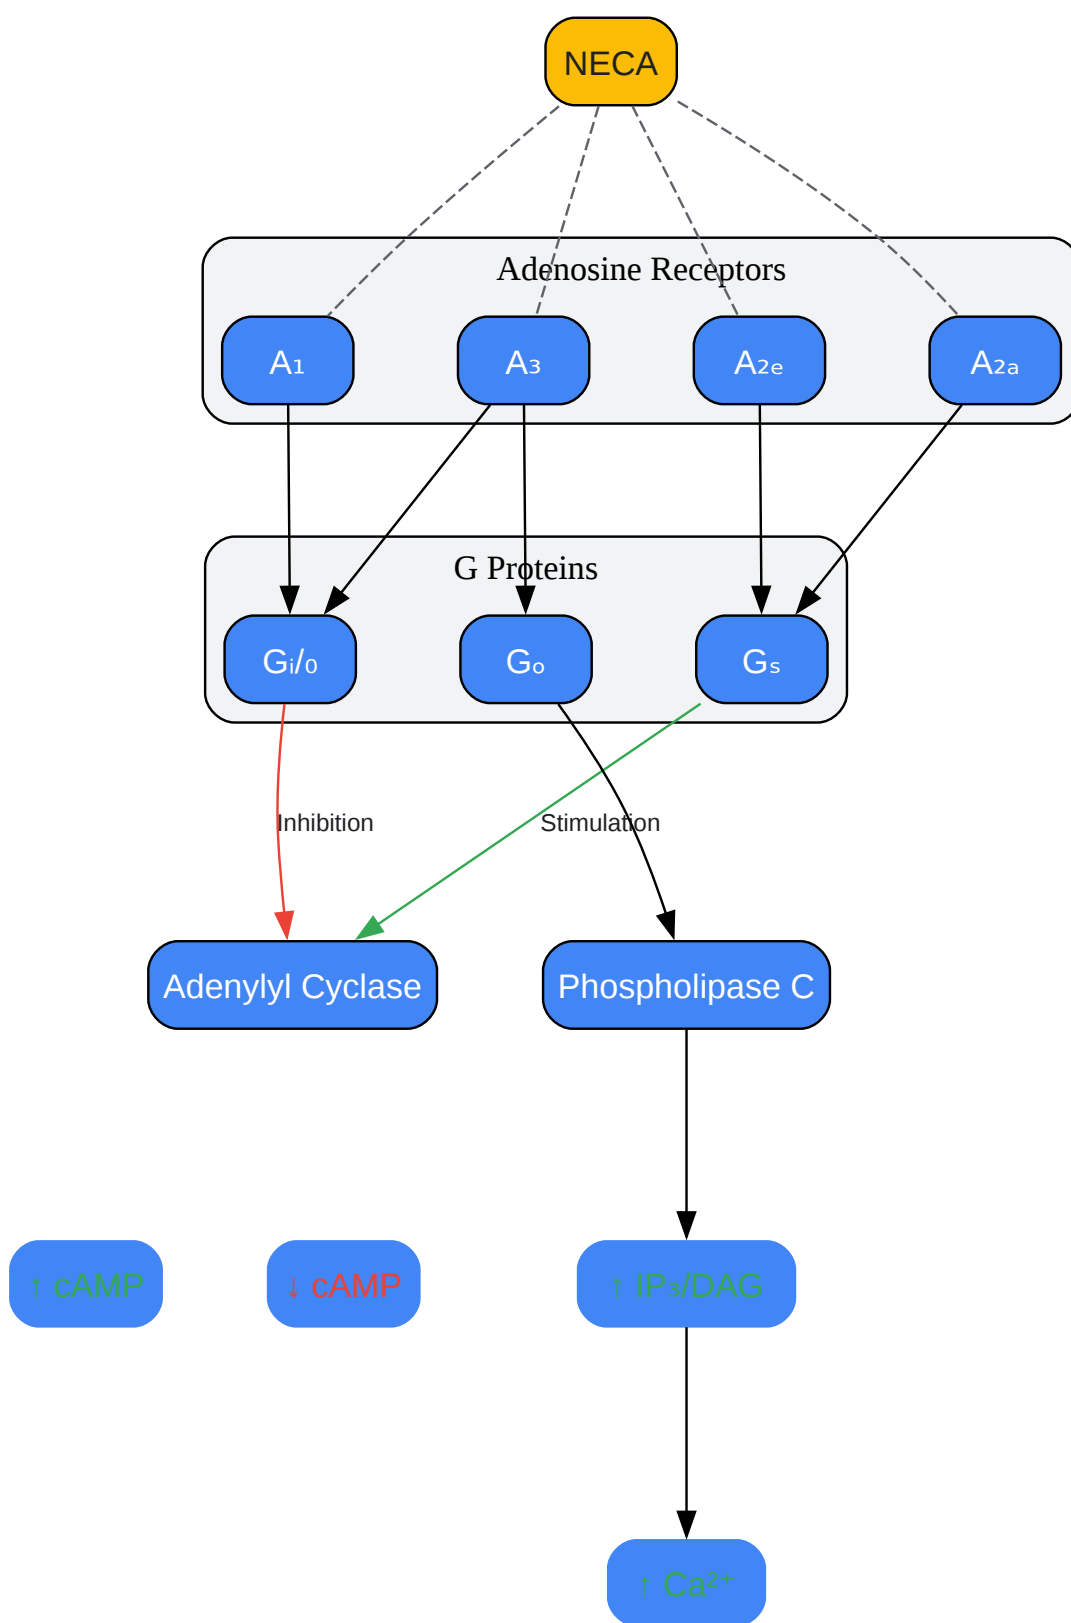 NECA
Adenosine Receptors
A₁
A₃
A₂ₑ
A₂ₐ
G Proteins
Gᵢ/₀
Gₒ
Gₛ
Inhibition
Stimulation
Adenylyl Cyclase
Phospholipase C
↑ cAMP
↓ cAMP
↑ IP₃/DAG
↑ Ca²⁺